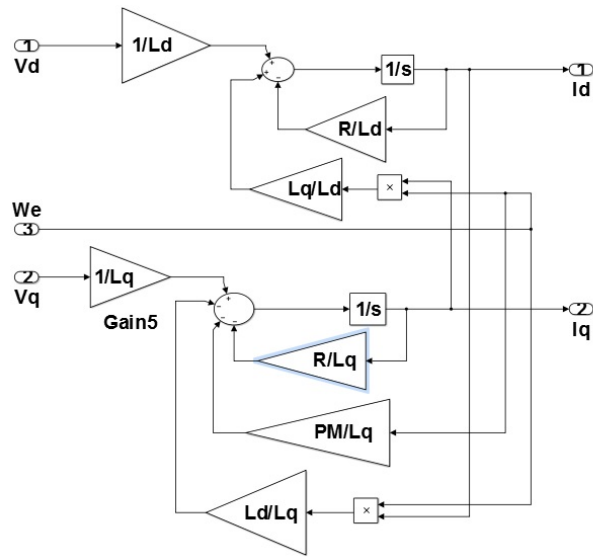 1/Ld
1
Vd
1/s
1
Id
R/Ld
Lq/Ld
×
We
3
2
Vq
1/Lq
Gain5
1/s
2
Iq
R/Lq
PM/Lq
Ld/Lq
×